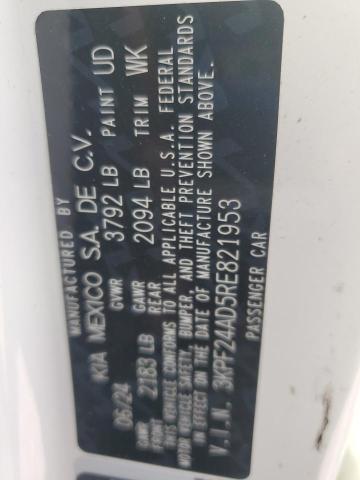 MANUFACTURED BY
KIA MEXICO S.A. DE C.V.
06/24 GVWR 3792 LB PAINT UD
GAWR FRONT 2183 LB GAWR REAR 2094 LB TRIM WK
THIS VEHICLE CONFORMS TO ALL APPLICABLE U.S.A. FEDERAL
MOTOR VEHICLE SAFETY, BUMPER, AND THEFT PREVENTION STANDARDS
IN EFFECT ON THE DATE OF MANUFACTURE SHOWN ABOVE.
V.I.N. 3KPF24AD5RE821953
PASSENGER CAR